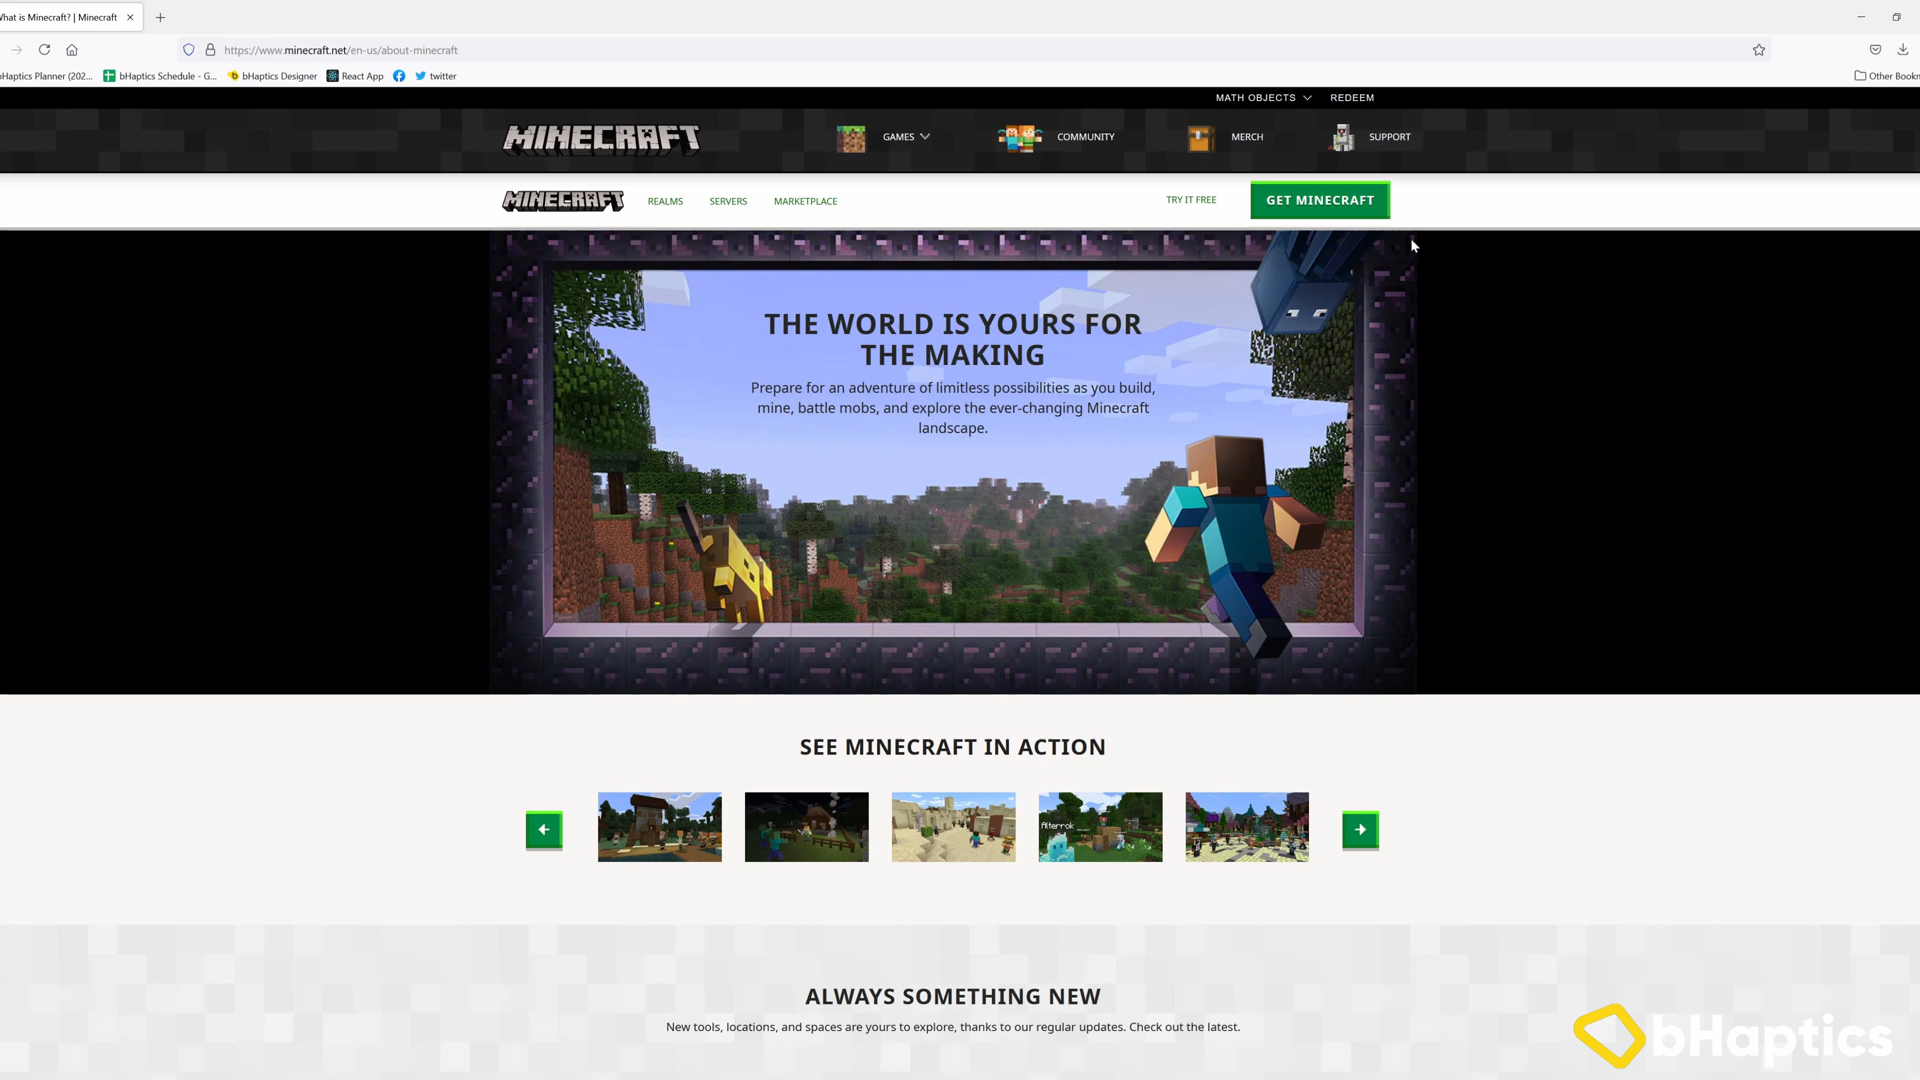 hat is Minecraft? | Minecraft
https://www.minecraft.net/en-us/about-minecraft
Haptics Planner (202...
bHaptics Schedule - G...
bHaptics Designer
React App
twitter
Other Bookm
MATH OBJECTS
REDEEM
MINECRAFT
GAMES
COMMUNITY
MERCH
SUPPORT
MINECRAFT
REALMS
SERVERS
MARKETPLACE
TRY IT FREE
GET MINECRAFT
THE WORLD IS YOURS FOR
THE MAKING
Prepare for an adventure of limitless possibilities as you build,
mine, battle mobs, and explore the ever-changing Minecraft
landscape.
SEE MINECRAFT IN ACTION
Alterrok
ALWAYS SOMETHING NEW
New tools, locations, and spaces are yours to explore, thanks to our regular updates. Check out the latest.
bHaptics